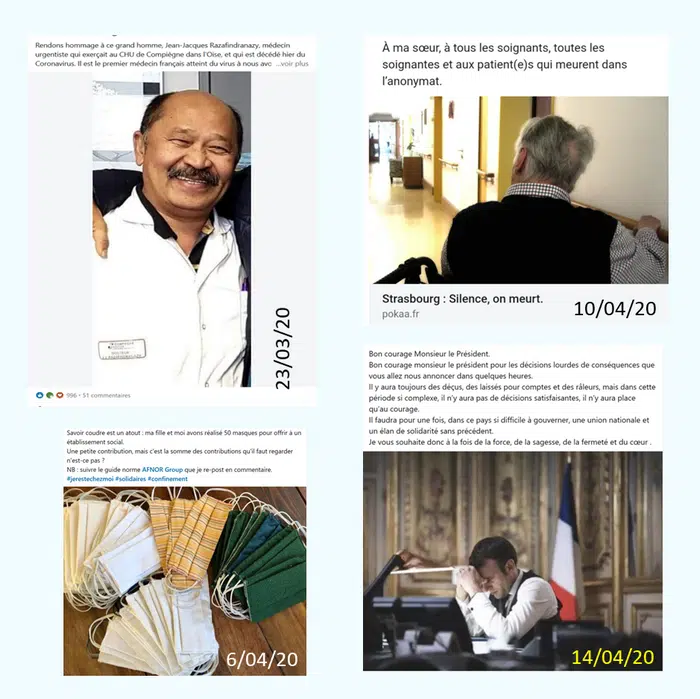 Rendons hommage à ce grand homme, Jean-Jacques Razafindranazy, médecin
urgentiste qui exerçait au CHU de Compiègne dans l'Oise, et qui est décédé hier du
Coronavirus. Il est le premier médecin français atteint du virus à nous avc ...voir plus
23/03/20
996 • 51 commentaires
À ma sœur, à tous les soignants, toutes les
soignantes et aux patient(e)s qui meurent dans
l'anonymat.
Strasbourg : Silence, on meurt.
pokaa.fr
10/04/20
Savoir coudre est un atout : ma fille et moi avons réalisé 50 masques pour offrir à un
établissement social.
Une petite contribution, mais c'est la somme des contributions qu'il faut regarder
n'est-ce pas ?
NB : suivre le guide norme AFNOR Group que je re-post en commentaire.
#jerestechezmoi #solidaires #confinement
6/04/20
Bon courage Monsieur le Président.
Bon courage monsieur le président pour les décisions lourdes de conséquences que
vous allez nous annoncer dans quelques heures.
Il y aura toujours des déçus, des laissés pour comptes et des râleurs, mais dans cette
période si complexe, il n'y aura pas de décisions satisfaisantes, il n'y aura place
qu'au courage.
Il faudra pour une fois, dans ce pays si difficile à gouverner, une union nationale et
un élan de solidarité sans précédent.
Je vous souhaite donc à la fois de la force, de la sagesse, de la fermeté et du cœur .
14/04/20